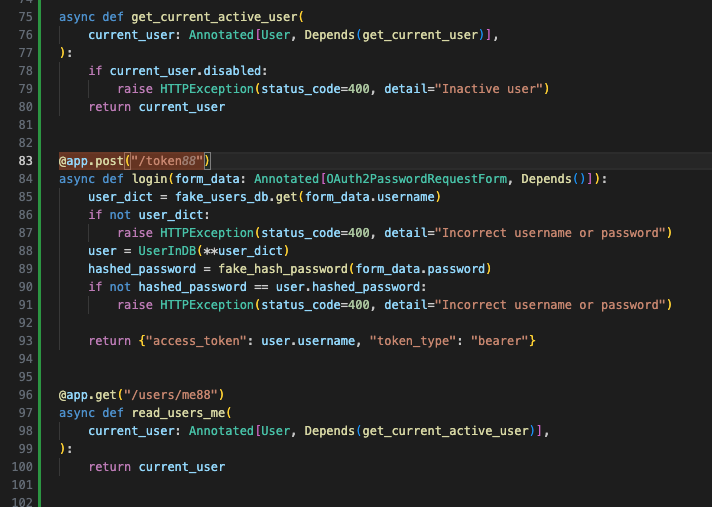 75 async def get_current_active_user(
76     current_user: Annotated[User, Depends(get_current_user)],
77 ):
78     if current_user.disabled:
79         raise HTTPException(status_code=400, detail="Inactive user")
80     return current_user
81
82
83 @app.post("/token88")
84 async def login(form_data: Annotated[OAuth2PasswordRequestForm, Depends()]):
85     user_dict = fake_users_db.get(form_data.username)
86     if not user_dict:
87         raise HTTPException(status_code=400, detail="Incorrect username or password")
88     user = UserInDB(**user_dict)
89     hashed_password = fake_hash_password(form_data.password)
90     if not hashed_password == user.hashed_password:
91         raise HTTPException(status_code=400, detail="Incorrect username or password")
92
93     return {"access_token": user.username, "token_type": "bearer"}
94
95
96 @app.get("/users/me88")
97 async def read_users_me(
98     current_user: Annotated[User, Depends(get_current_active_user)],
99 ):
100     return current_user
101
102